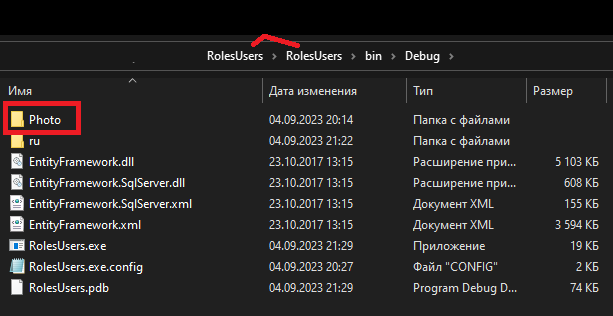 RolesUsers > RolesUsers > bin > Debug >
Имя Дата изменения Тип Размер
Photo 04.09.2023 20:14 Папка с файлами
ru 04.09.2023 21:22 Папка с файлами
EntityFramework.dll 23.10.2017 13:15 Расширение при... 5 103 КБ
EntityFramework.SqlServer.dll 23.10.2017 13:15 Расширение при... 608 КБ
EntityFramework.SqlServer.xml 23.10.2017 13:15 Документ XML 155 КБ
EntityFramework.xml 23.10.2017 13:15 Документ XML 3 594 КБ
RolesUsers.exe 04.09.2023 21:29 Приложение 19 КБ
RolesUsers.exe.config 04.09.2023 20:27 Файл "CONFIG" 2 КБ
RolesUsers.pdb 04.09.2023 21:29 Program Debug D... 74 КБ